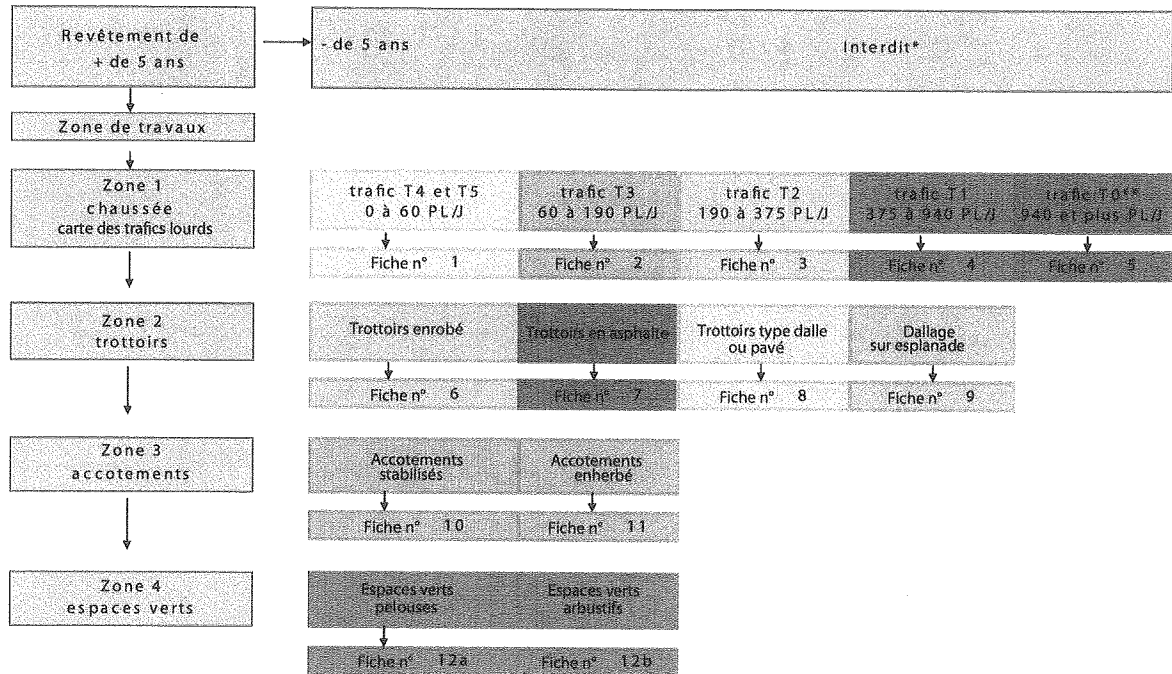 Revêtement de
+ de 5 ans
- de 5 ans
Interdit*
Zone de travaux
Zone 1
chaussée
carte des trafics lourds
trafic T4 et T5
0 à 60 PL/J
trafic T3
60 à 190 PL/J
trafic T2
190 à 375 PL/J
trafic T1
375 à 940 PL/J
trafic T0**
940 et plus PL/J
Fiche n° 1
Fiche n° 2
Fiche n° 3
Fiche n° 4
Fiche n° 5
Zone 2
trottoirs
Trottoirs enrobé
Trottoirs en asphalte
Trottoirs type dalle
ou pavé
Dallage
sur esplanade
Fiche n° 6
Fiche n° 7
Fiche n° 8
Fiche n° 9
Zone 3
accotements
Accotements
stabilisés
Accotements
enherbé
Fiche n° 10
Fiche n° 11
Zone 4
espaces verts
Espaces verts
pelouses
Espaces verts
arbustifs
Fiche n° 12a
Fiche n° 12b